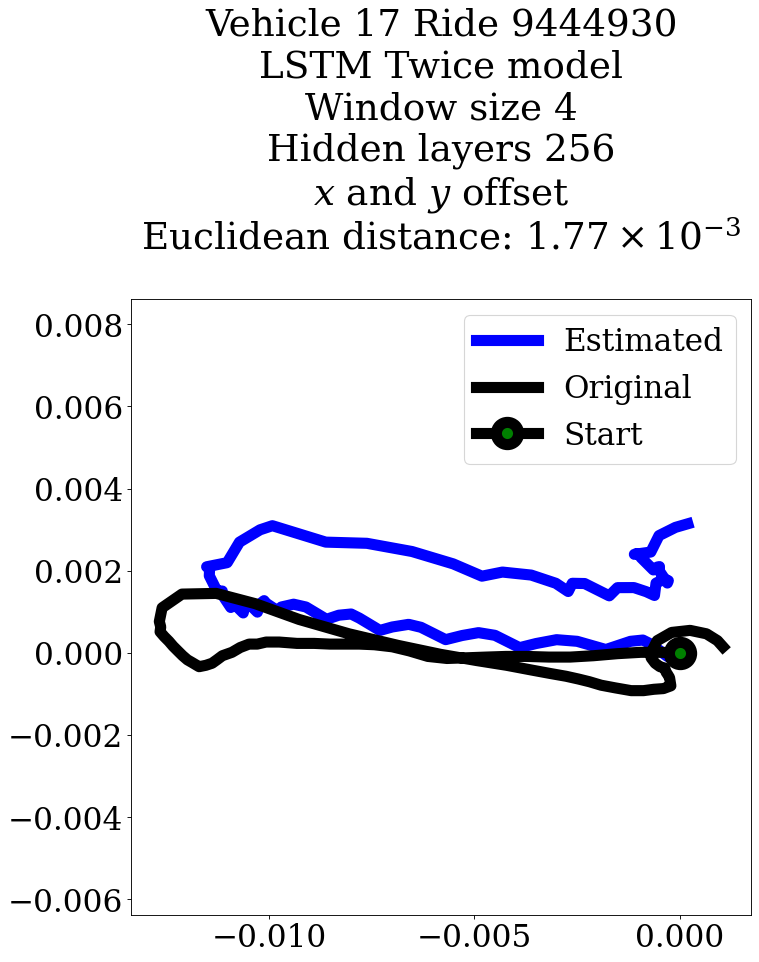 Vehicle 17 Ride 9444930
LSTM Twice model
Window size 4
Hidden layers 256
x and y offset
Euclidean distance: 1.77 × 10⁻³
Estimated
Original
Start
0.008
0.006
0.004
0.002
0.000
−0.002
−0.004
−0.006
−0.010 −0.005 0.000